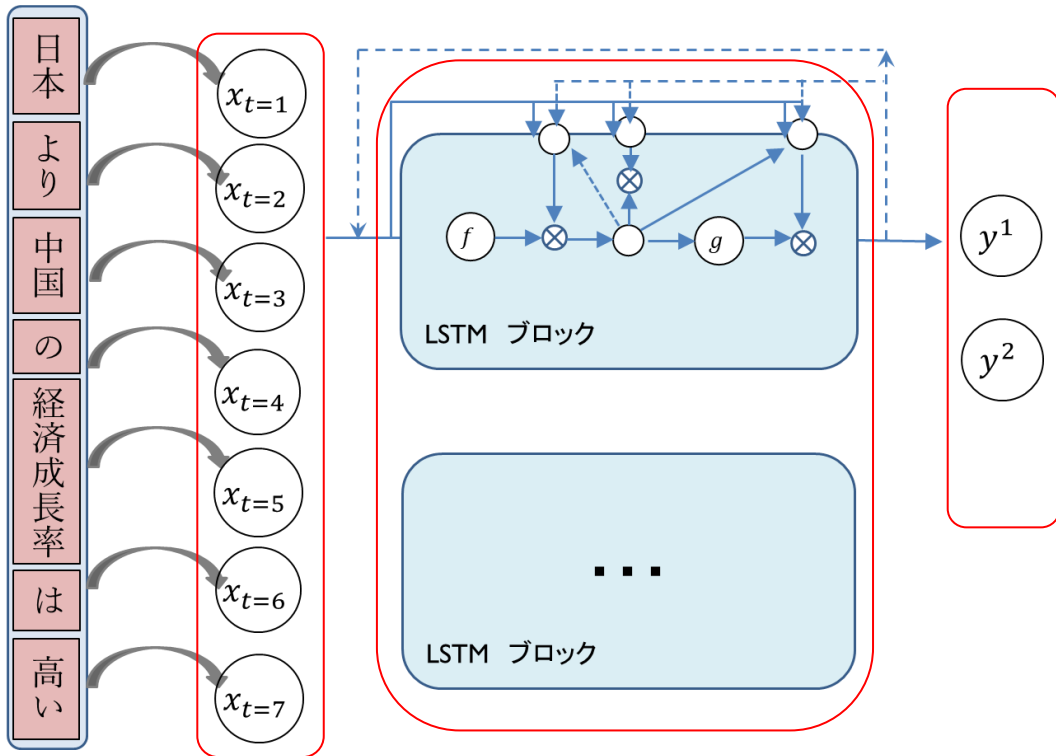 日本
より
中国
の
経済成長率
は
高い
x_{t=1}
x_{t=2}
x_{t=3}
x_{t=4}
x_{t=5}
x_{t=6}
x_{t=7}
f
g
LSTM ブロック
...
LSTM ブロック
y^1
y^2